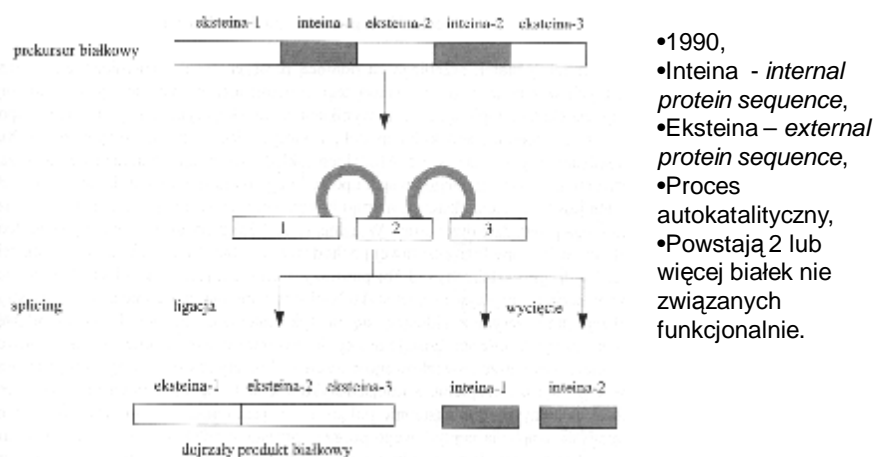 eksteina-1 inteina-1 eksteina-2 inteina-2 eksteina-3
prekursor białkowy
1 2 3
splicing ligacja wycięcie
eksteina-1 eksteina-2 eksteina-3 inteina-1 inteina-2
dojrzały produkt białkowy
•1990,
•Inteina - internal
protein sequence,
•Eksteina – external
protein sequence,
•Proces
autokatalityczny,
•Powstają 2 lub
więcej białek nie
związanych
funkcjonalnie.